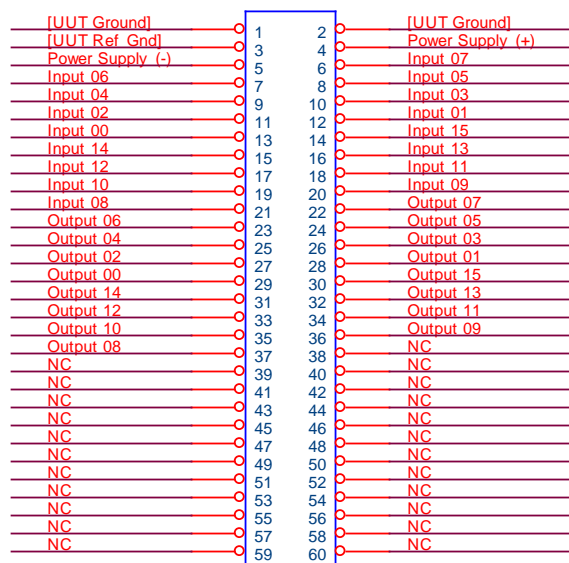 [UUT Ground] 1 2 [UUT Ground]
[UUT Ref Gnd] 3 4 Power Supply (+)
Power Supply (-) 5 6 Input 07
Input 06 7 8 Input 05
Input 04 9 10 Input 03
Input 02 11 12 Input 01
Input 00 13 14 Input 15
Input 14 15 16 Input 13
Input 12 17 18 Input 11
Input 10 19 20 Input 09
Input 08 21 22 Output 07
Output 06 23 24 Output 05
Output 04 25 26 Output 03
Output 02 27 28 Output 01
Output 00 29 30 Output 15
Output 14 31 32 Output 13
Output 12 33 34 Output 11
Output 10 35 36 Output 09
Output 08 37 38 NC
NC 39 40 NC
NC 41 42 NC
NC 43 44 NC
NC 45 46 NC
NC 47 48 NC
NC 49 50 NC
NC 51 52 NC
NC 53 54 NC
NC 55 56 NC
NC 57 58 NC
NC 59 60 NC